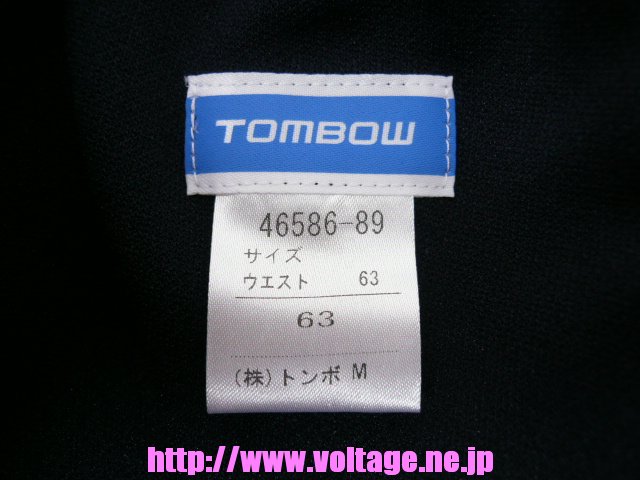 TOMBOW
46586-89
サイズ
ウエスト 63
63
(株)トンボ M
http://www.voltage.ne.jp